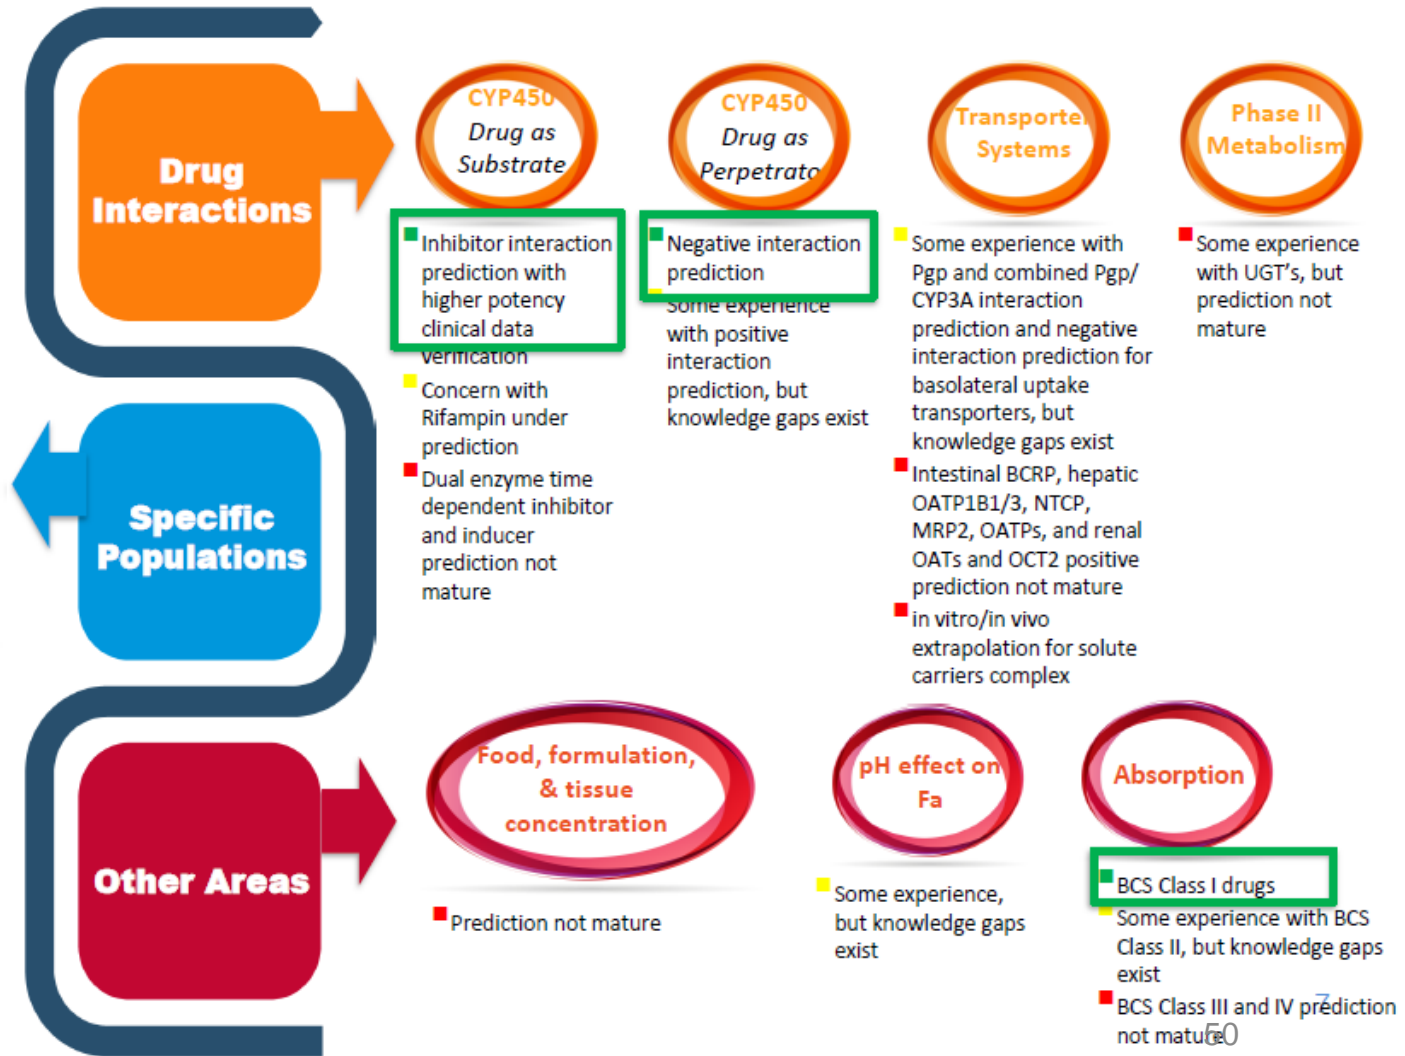 Drug
Interactions
CYP450
Drug as
Substrate
Inhibitor interaction
prediction with
higher potency
clinical data
verification
Concern with
Rifampin under
prediction
Dual enzyme time
dependent inhibitor
and inducer
prediction not
mature
CYP450
Drug as
Perpetrato
Negative interaction
prediction
Some experience
with positive
interaction
prediction, but
knowledge gaps exist
Transporter
Systems
Some experience with
Pgp and combined Pgp/
CYP3A interaction
prediction and negative
interaction prediction for
basolateral uptake
transporters, but
knowledge gaps exist
Intestinal BCRP, hepatic
OATP1B1/3, NTCP,
MRP2, OATPs, and renal
OATs and OCT2 positive
prediction not mature
in vitro/in vivo
extrapolation for solute
carriers complex
Phase II
Metabolism
Some experience
with UGT's, but
prediction not
mature
Specific
Populations
Other Areas
Food, formulation,
& tissue
concentration
Prediction not mature
pH effect on
Fa
Some experience,
but knowledge gaps
exist
Absorption
BCS Class I drugs
Some experience with BCS
Class II, but knowledge gaps
exist
BCS Class III and IV prediction
not mature
7
50